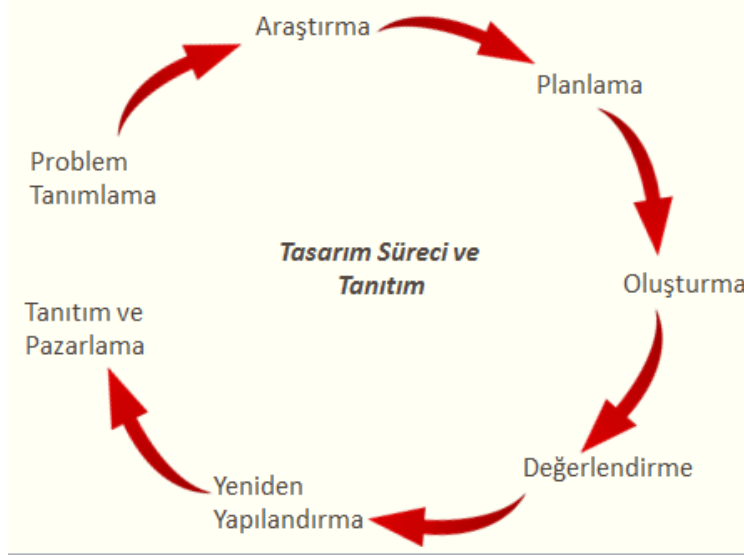 Araştırma
Planlama
Problem
Tanımlama
Tasarım Süreci ve
Tanıtım
Oluşturma
Tanıtım ve
Pazarlama
Değerlendirme
Yeniden
Yapılandırma